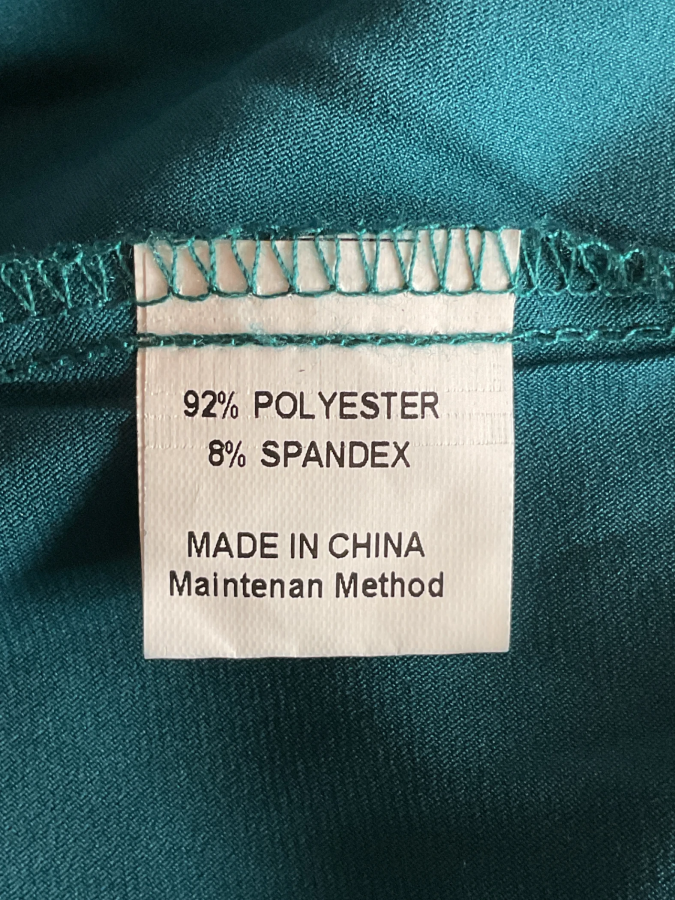 92% POLYESTER
8% SPANDEX
MADE IN CHINA
Maintenan Method